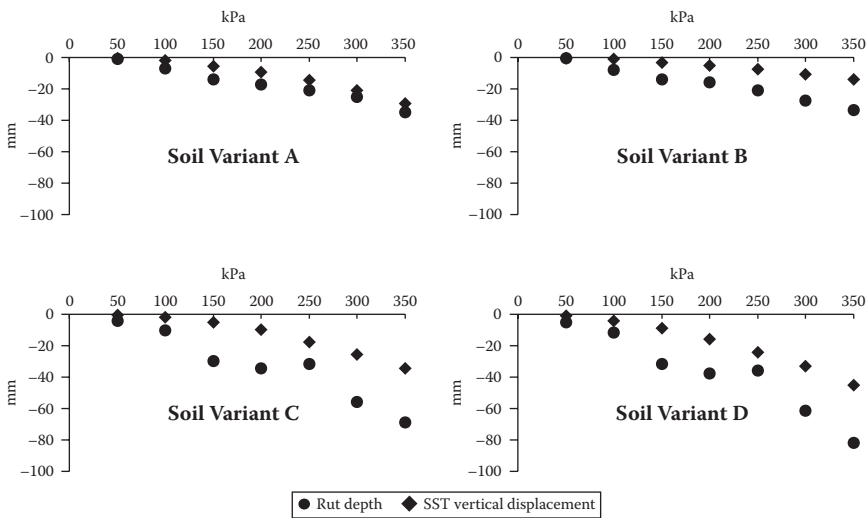 kPa
0 50 100 150 200 250 300 350
0
−20
−40
−60
−80
−100
mm
Soil Variant A
kPa
0 50 100 150 200 250 300 350
0
−20
−40
−60
−80
−100
mm
Soil Variant B
kPa
0 50 100 150 200 250 300 350
0
−20
−40
−60
−80
−100
mm
Soil Variant C
kPa
0 50 100 150 200 250 300 350
0
−20
−40
−60
−80
−100
mm
Soil Variant D
Rut depth SST vertical displacement